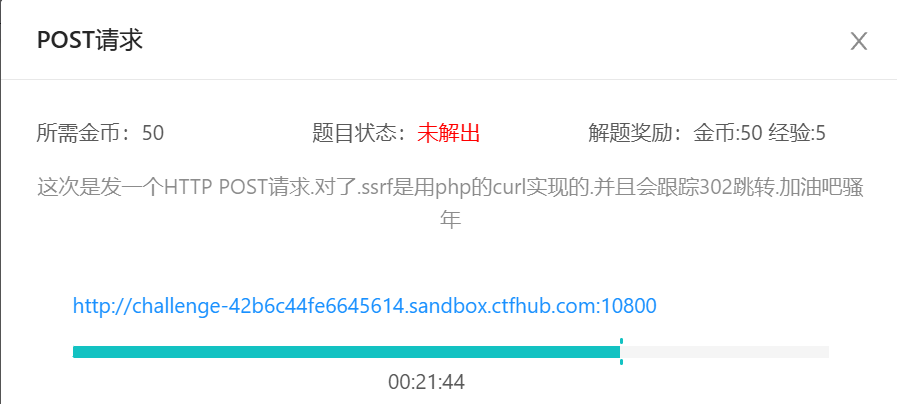 POST请求
所需金币：50 题目状态：未解出 解题奖励：金币:50 经验:5
这次是发一个HTTP POST请求.对了.ssrf是用php的curl实现的.并且会跟踪302跳转.加油吧骚
年
http://challenge-42b6c44fe6645614.sandbox.ctfhub.com:10800
00:21:44